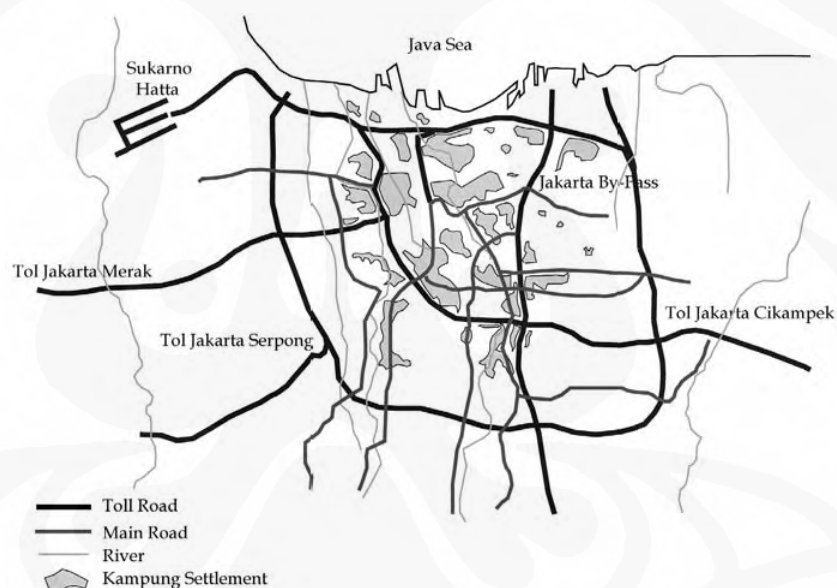 Java Sea
Sukarno
Hatta
Jakarta By-Pass
Tol Jakarta Merak
Tol Jakarta Cikampek
Tol Jakarta Serpong
Toll Road
Main Road
River
Kampung Settlement